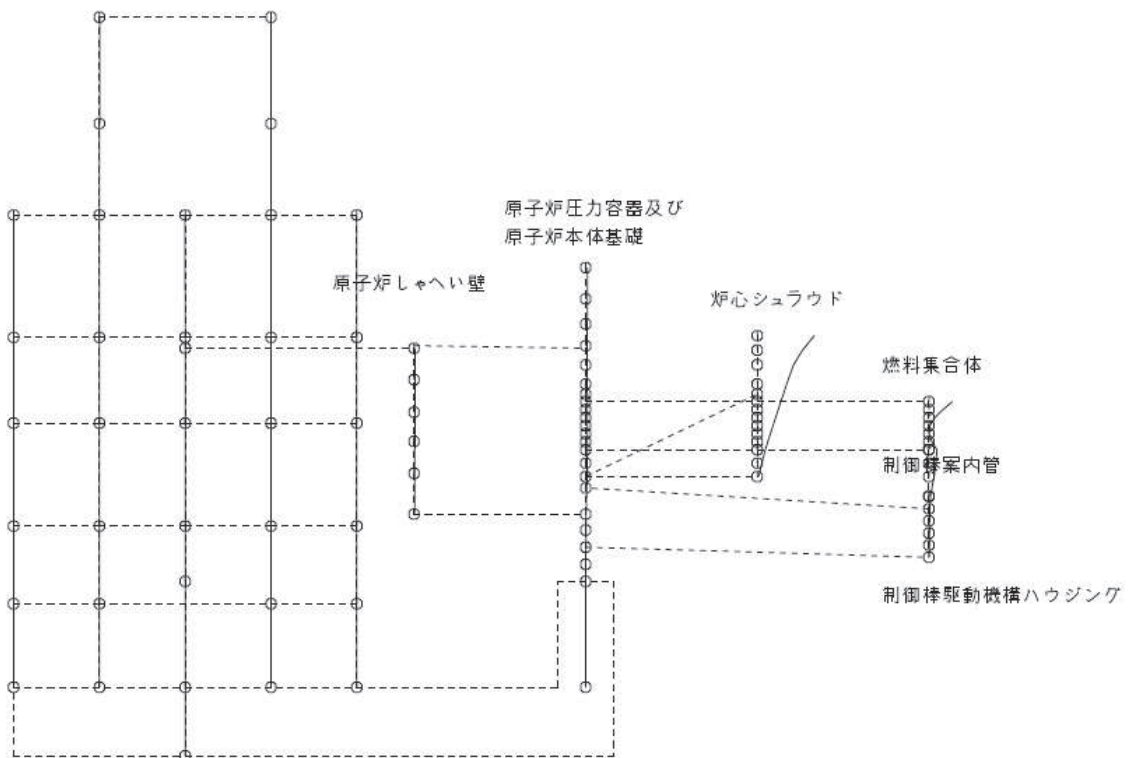 原子炉圧力容器及び
原子炉本体基礎
原子炉しゃへい壁
炉心シュラウド
燃料集合体
制御棒案内管
制御棒駆動機構ハウジング